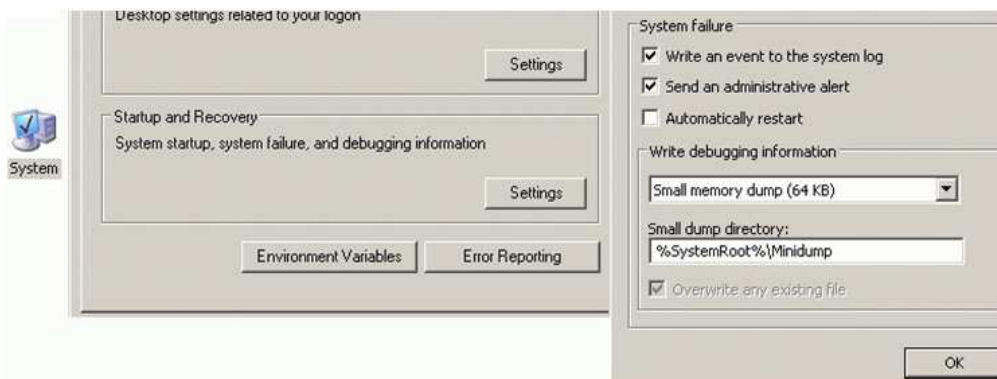 Desktop settings related to your logon
Settings
System
Startup and Recovery
System startup, system failure, and debugging information
Settings
Environment Variables
Error Reporting
System failure
Write an event to the system log
Send an administrative alert
Automatically restart
Write debugging information
Small memory dump (64 KB)
Small dump directory:
%SystemRoot%\Minidump
Overwrite any existing file
OK